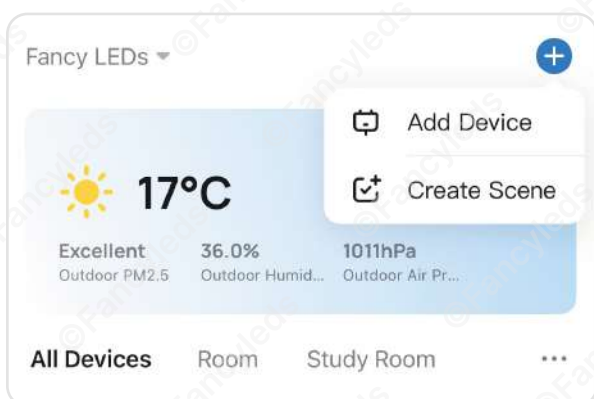 Fancy LEDs
Add Device
Create Scene
17°C
Excellent 36.0% 1011hPa
Outdoor PM2.5 Outdoor Humid... Outdoor Air Pr...
All Devices Room Study Room ...
©Fancyleds